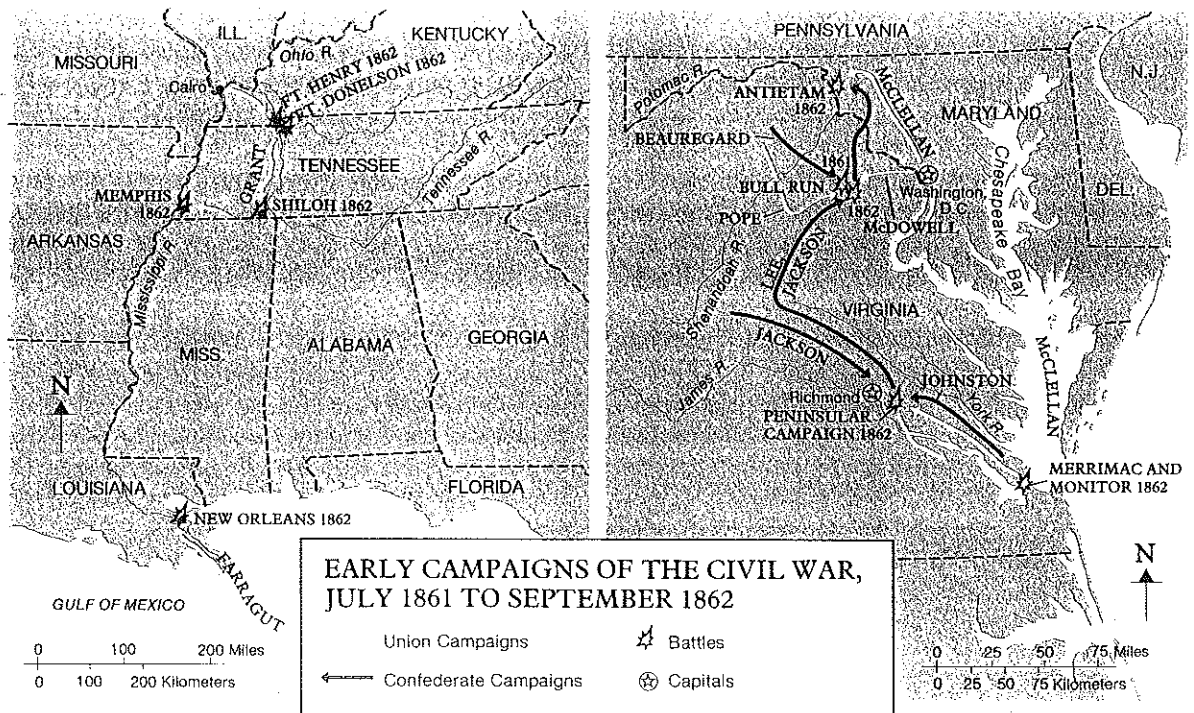 ILL.
KENTUCKY
MISSOURI
Ohio R.
Cairo
FT. HENRY 1862
FT. DONELSON 1862
GRANT
TENNESSEE
Tennessee R.
MEMPHIS
1862
SHILOH 1862
ARKANSAS
Mississippi R.
MISS.
ALABAMA
GEORGIA
N
LOUISIANA
FLORIDA
NEW ORLEANS 1862
FARRAGUT
GULF OF MEXICO
0 100 200 Miles
0 100 200 Kilometers
PENNSYLVANIA
N.J.
Potomac R.
ANTIETAM
1862
McCLELLAN
MARYLAND
BEAUREGARD
1861
BULL RUN
1862
Washington,
D.C.
Chesapeake
Bay
DEL.
POPE
McDOWELL
LEE
JACKSON
Shenandoah R.
VIRGINIA
JACKSON
James R.
Richmond
JOHNSTON
York R.
McCLELLAN
PENINSULAR
CAMPAIGN 1862
MERRIMAC AND
MONITOR 1862
N
0 25 50 75 Miles
0 25 50 75 Kilometers
EARLY CAMPAIGNS OF THE CIVIL WAR,
JULY 1861 TO SEPTEMBER 1862
Union Campaigns
Battles
Confederate Campaigns
Capitals